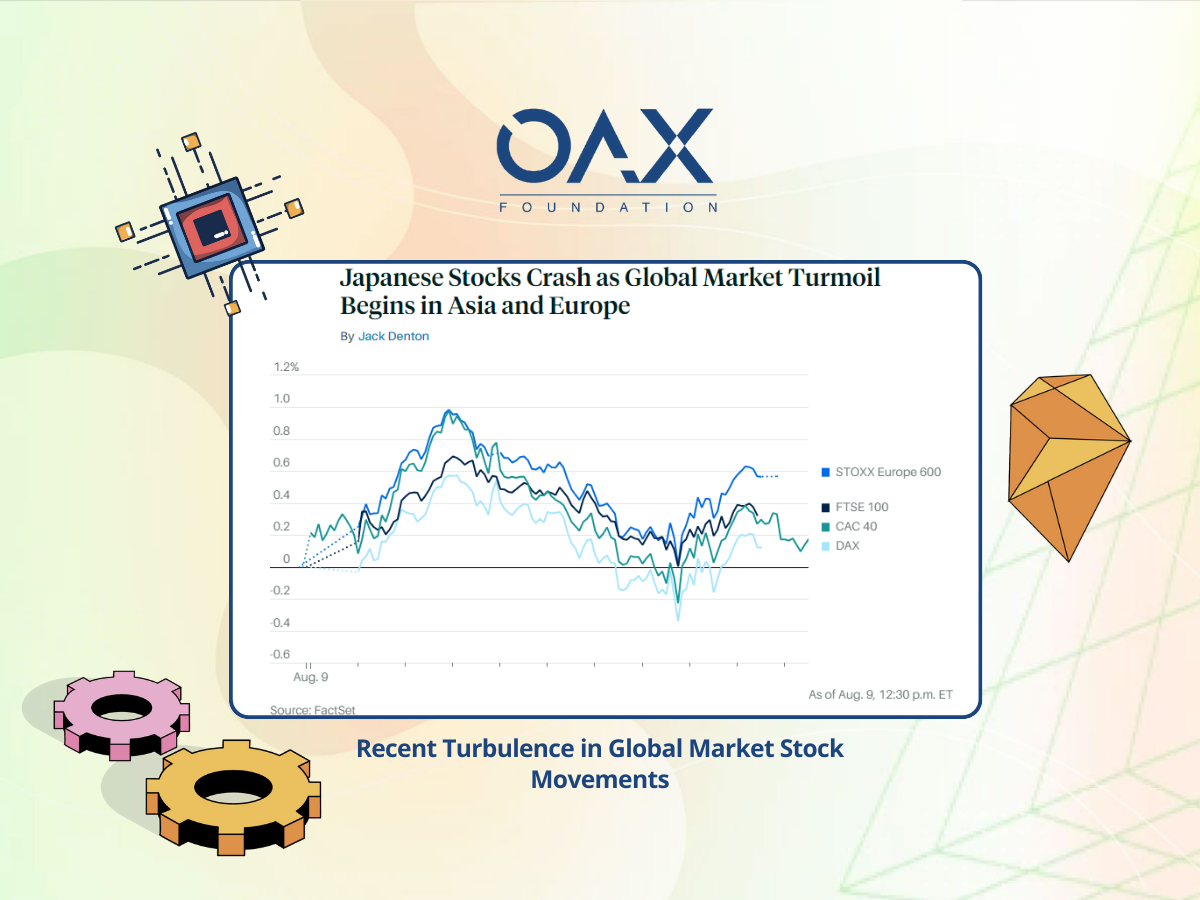 OAX
FOUNDATION
Japanese Stocks Crash as Global Market Turmoil
Begins in Asia and Europe
By Jack Denton
1.2%
1.0
0.8
0.6
0.4
0.2
0
-0.2
-0.4
-0.6
Aug. 9
STOXX Europe 600
FTSE 100
CAC 40
DAX
As of Aug. 9, 12:30 p.m. ET
Source: FactSet
Recent Turbulence in Global Market Stock
Movements